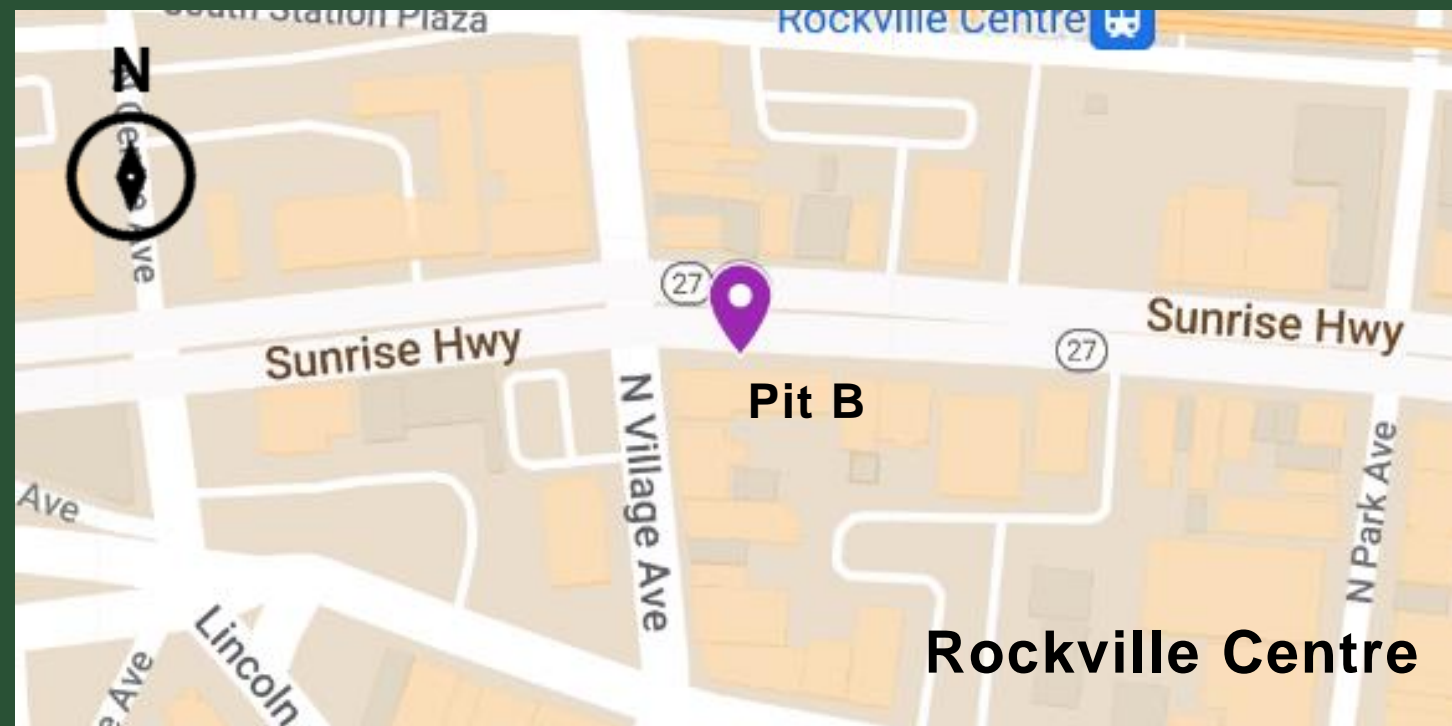 South Station Plaza
Rockville Centre
N
N Centre Ave
27
Sunrise Hwy
Sunrise Hwy
27
Pit B
N Village Ave
Ave
N Park Ave
Lincoln
Rockville Centre
Ave